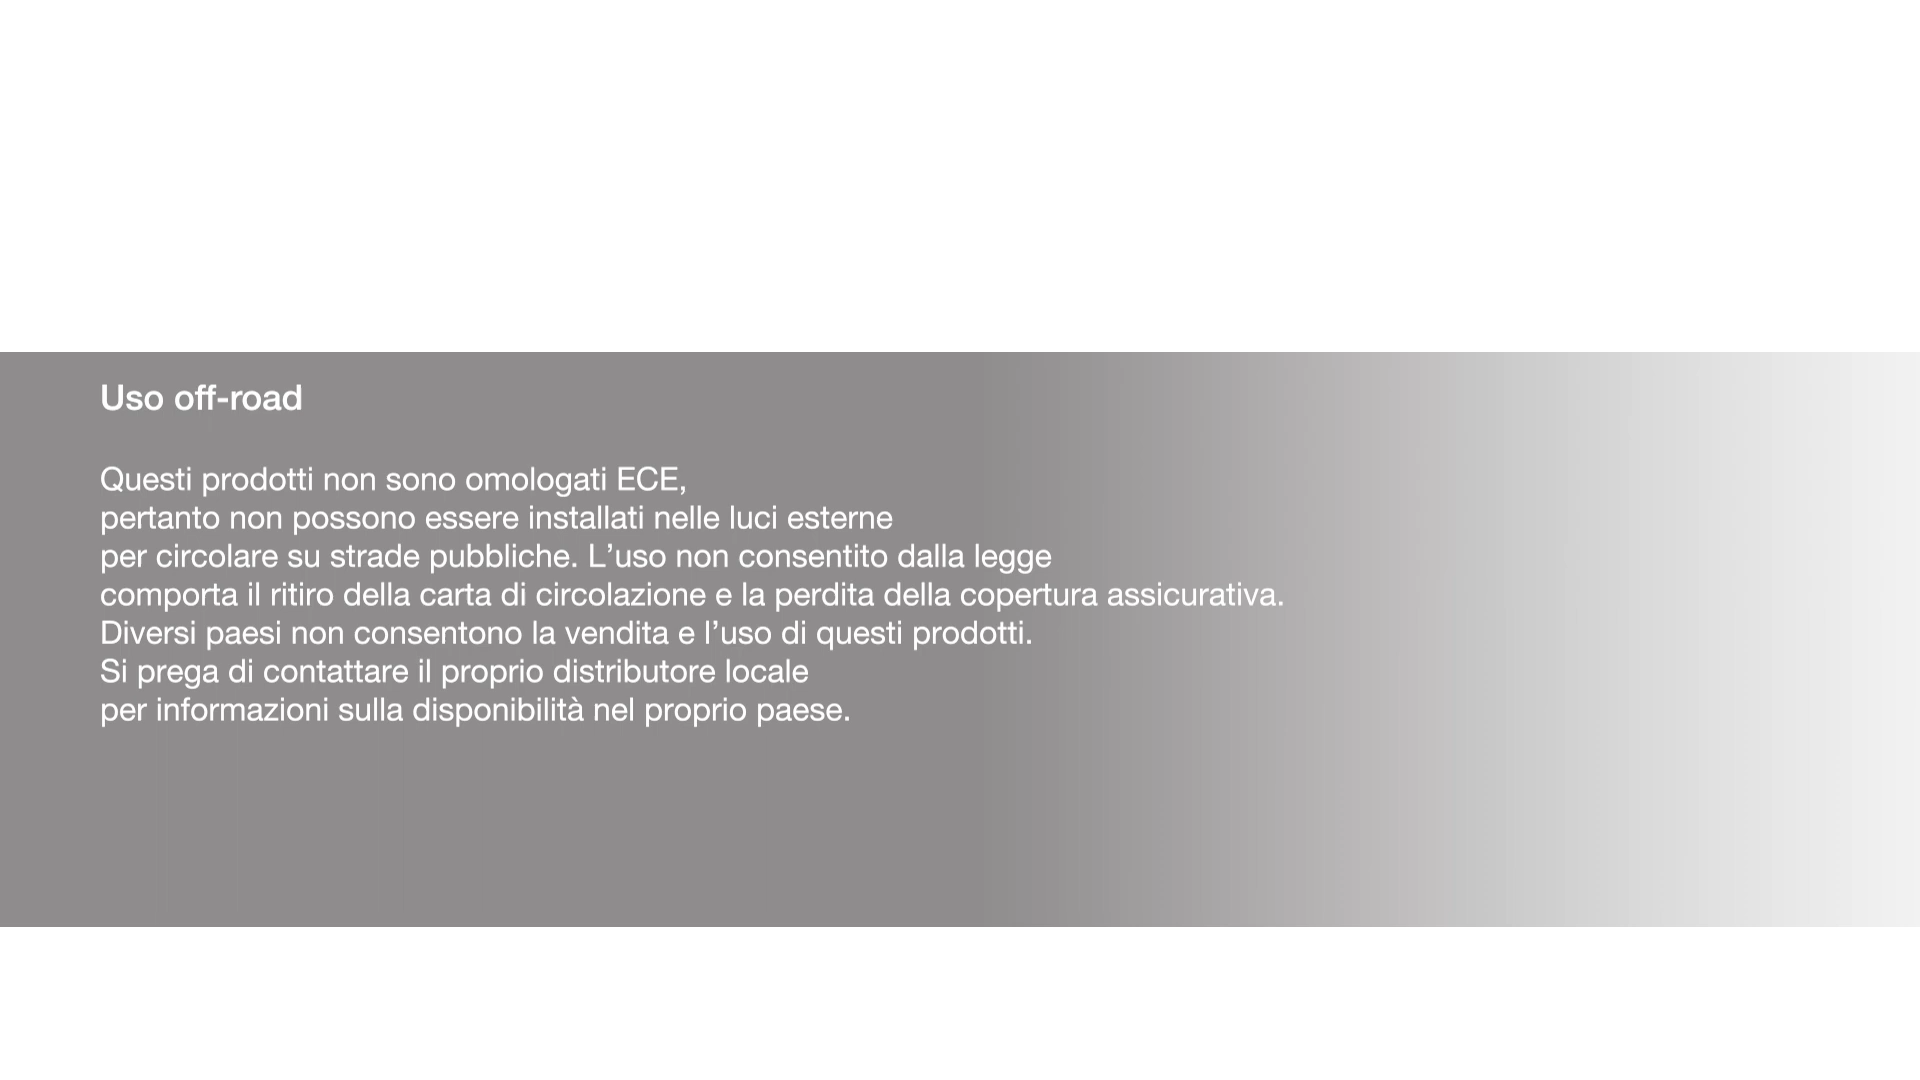 Uso off-road
Questi prodotti non sono omologati ECE,
pertanto non possono essere installati nelle luci esterne
per circolare su strade pubbliche. L’uso non consentito dalla legge
comporta il ritiro della carta di circolazione e la perdita della copertura assicurativa.
Diversi paesi non consentono la vendita e l’uso di questi prodotti.
Si prega di contattare il proprio distributore locale
per informazioni sulla disponibilità nel proprio paese.